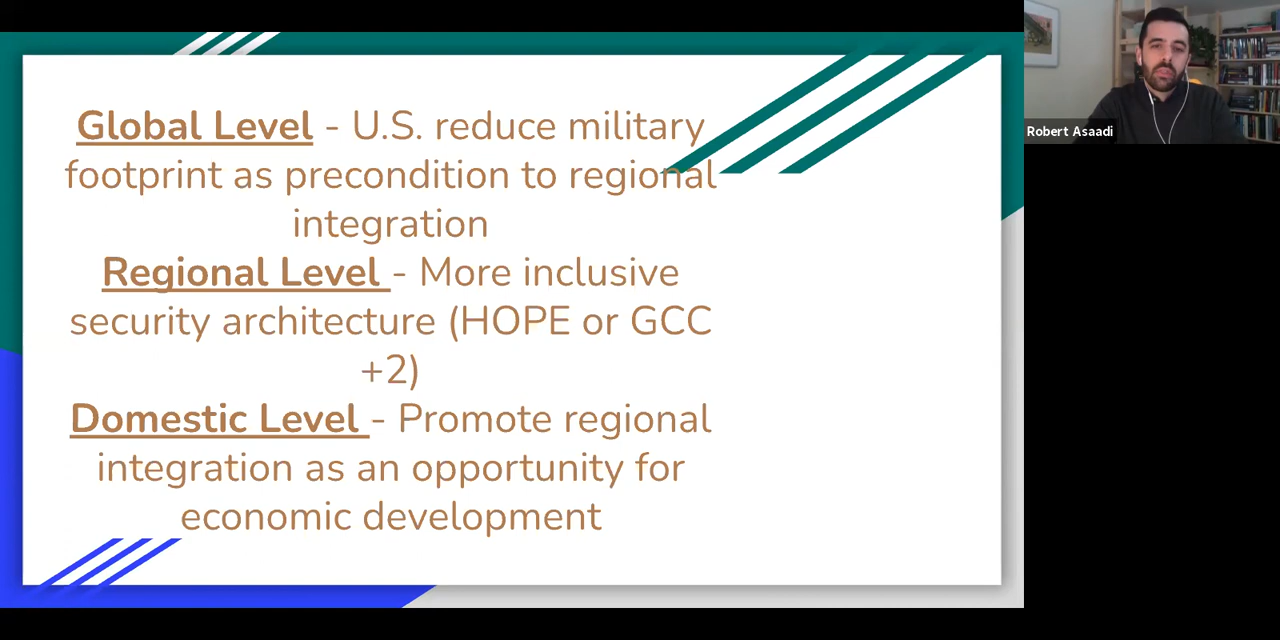 Global Level - U.S. reduce military
footprint as precondition to regional
integration
Regional Level - More inclusive
security architecture (HOPE or GCC
+2)
Domestic Level - Promote regional
integration as an opportunity for
economic development
Robert Asaadi